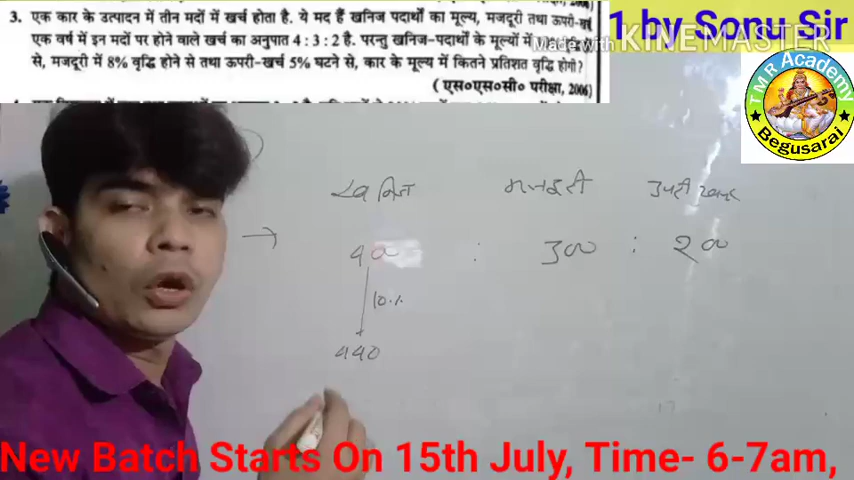 3. एक कार के उत्पादन में तीन मदों में खर्च होता है. ये मद हैं खनिज पदार्थों का मूल्य, मजदूरी तथा ऊपरी-खर्च
एक वर्ष में इन मदों पर होने वाले खर्च का अनुपात 4 : 3 : 2 है. परन्तु खनिज-पदार्थों के मूल्यों में
से, मजदूरी में 8% वृद्धि होने से तथा ऊपरी-खर्च 5% घटने से, कार के मूल्य में कितने प्रतिशत वृद्धि होगी?
( एस०एस०सी० परीक्षा, 2006)
1 by Sonu Sir
Made with KINEMASTER
TMR Academy
Begusarai
खनिज मजदूरी उपरी खर्च
→ 400 : 300 : 200
10%
440
New Batch Starts On 15th July, Time- 6-7am,